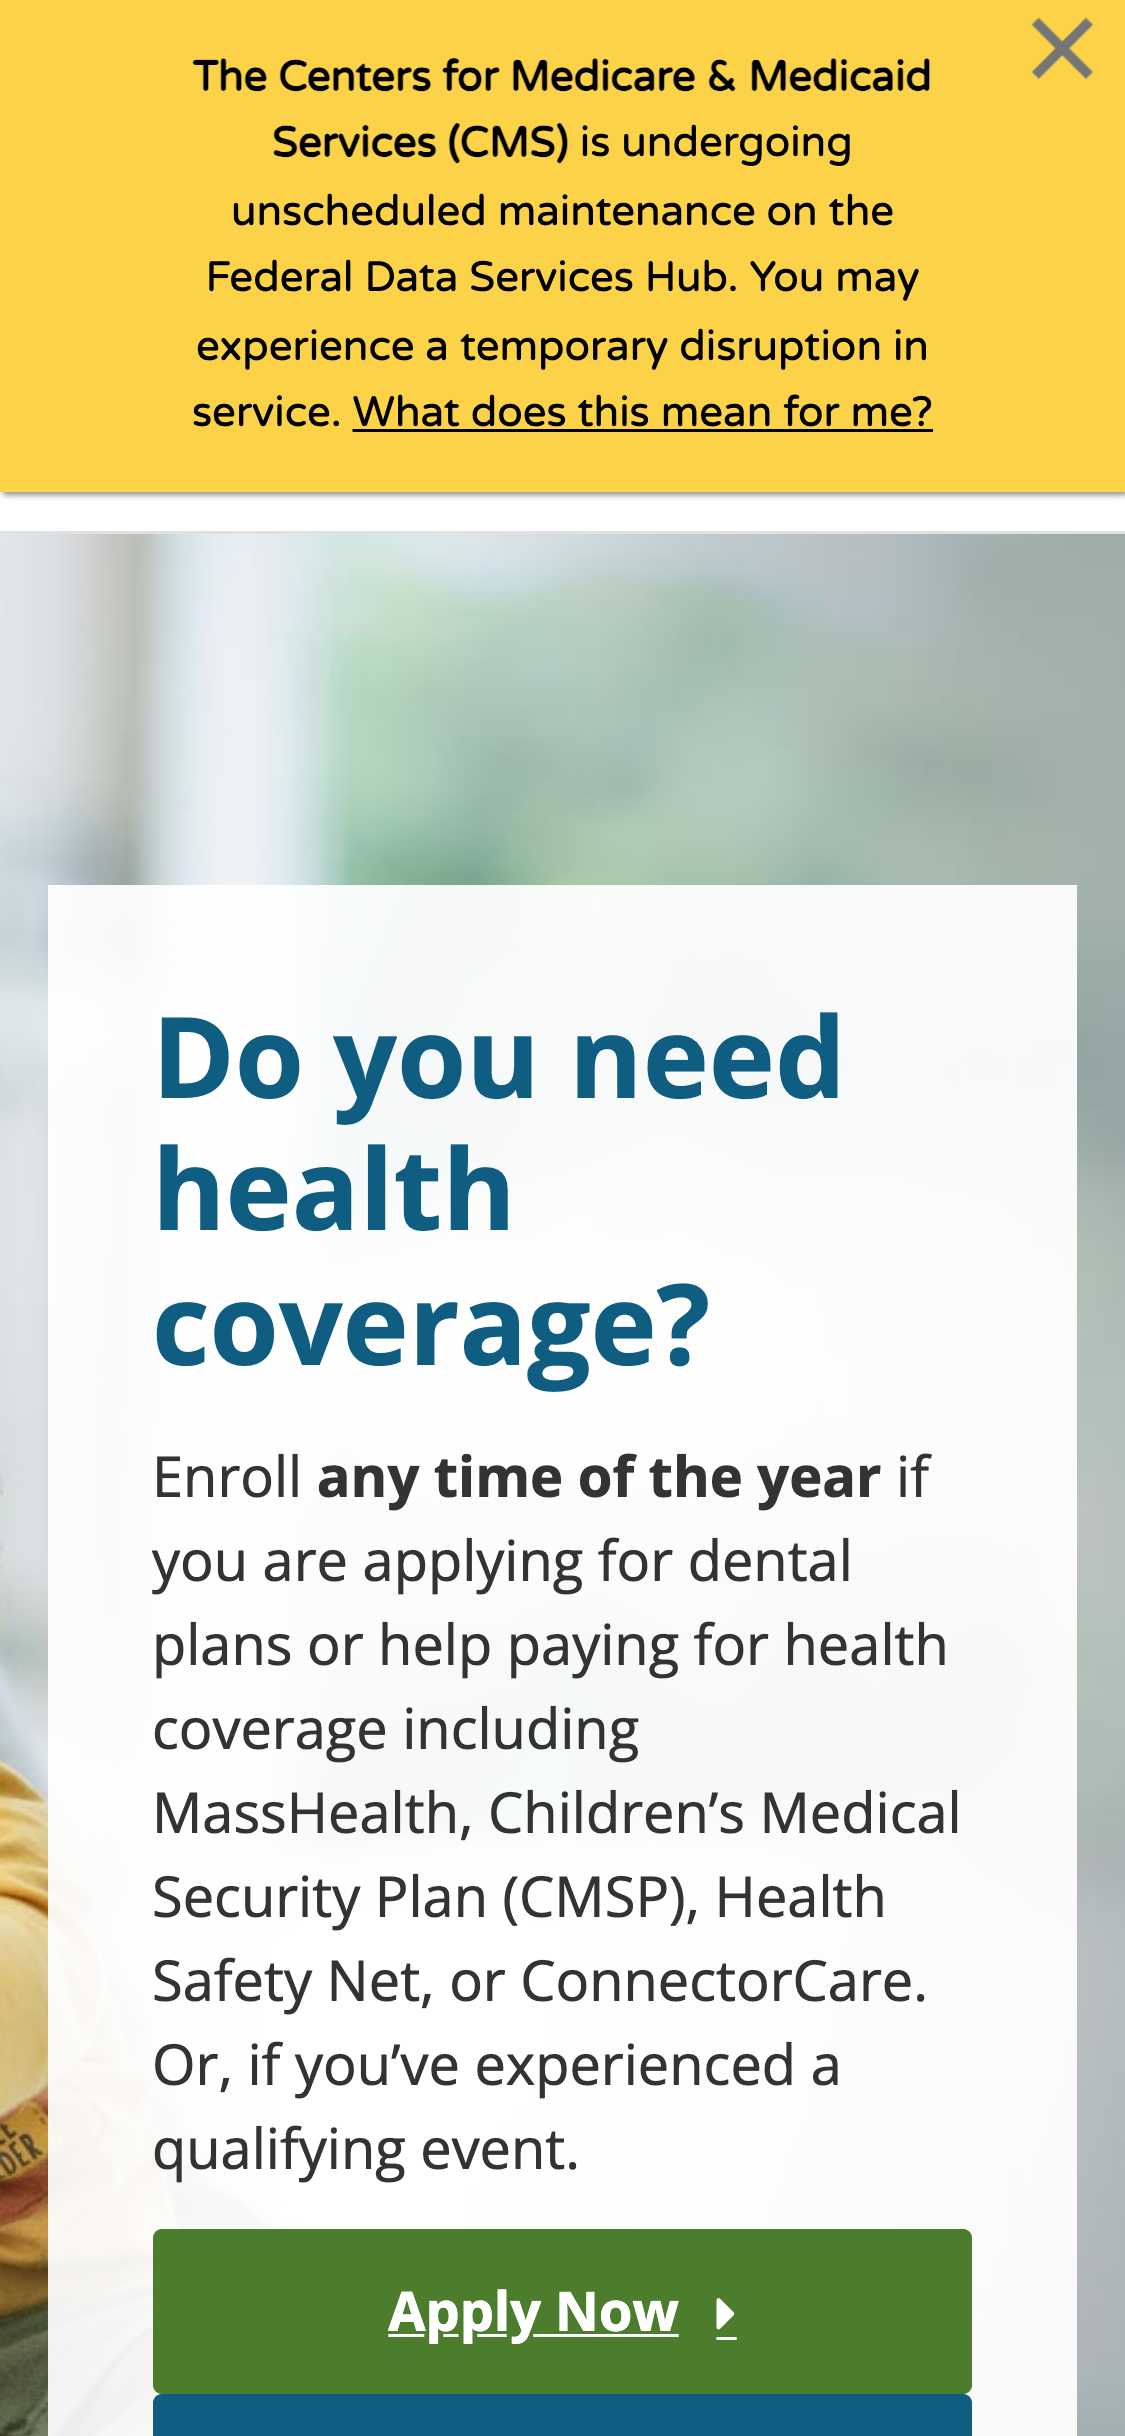 The Centers for Medicare & Medicaid
Services (CMS) is undergoing
unscheduled maintenance on the
Federal Data Services Hub. You may
experience a temporary disruption in
service. What does this mean for me?
Do you need
health
coverage?
Enroll any time of the year if
you are applying for dental
plans or help paying for health
coverage including
MassHealth, Children’s Medical
Security Plan (CMSP), Health
Safety Net, or ConnectorCare.
Or, if you’ve experienced a
qualifying event.
Apply Now